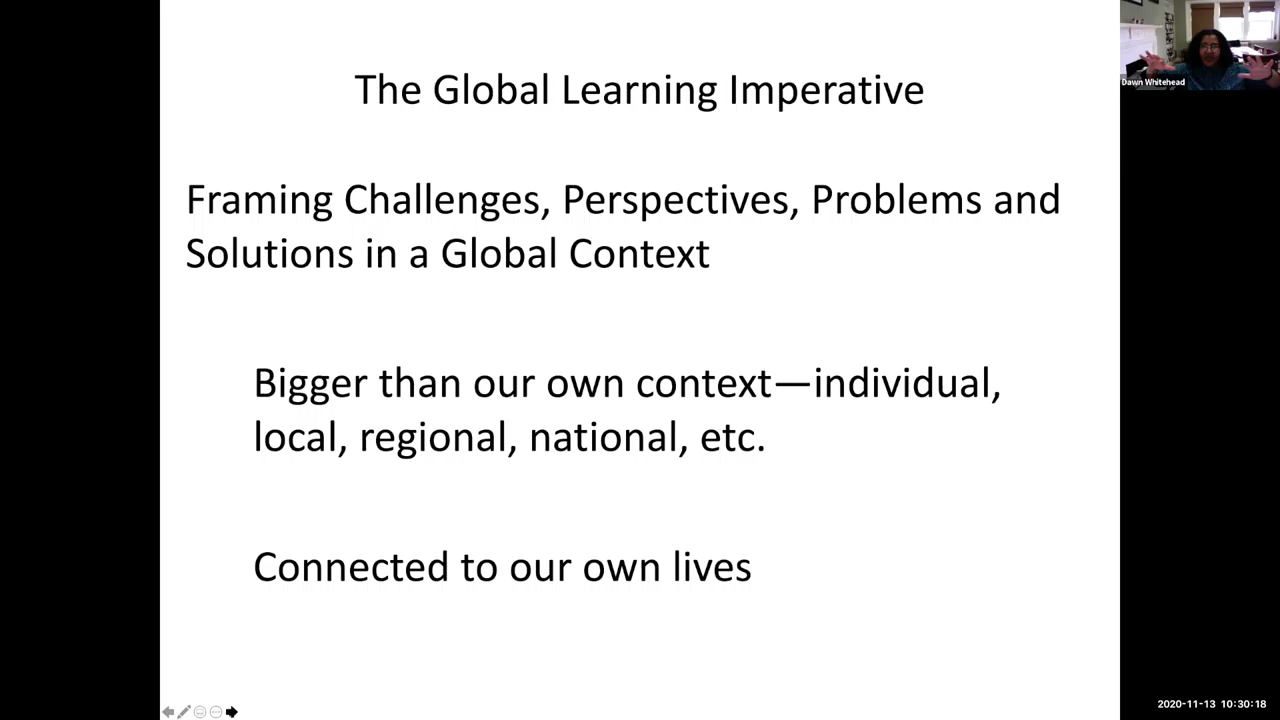 The Global Learning Imperative
Dawn Whitehead
Framing Challenges, Perspectives, Problems and
Solutions in a Global Context
Bigger than our own context—individual,
local, regional, national, etc.
Connected to our own lives
2020-11-13 10:30:18